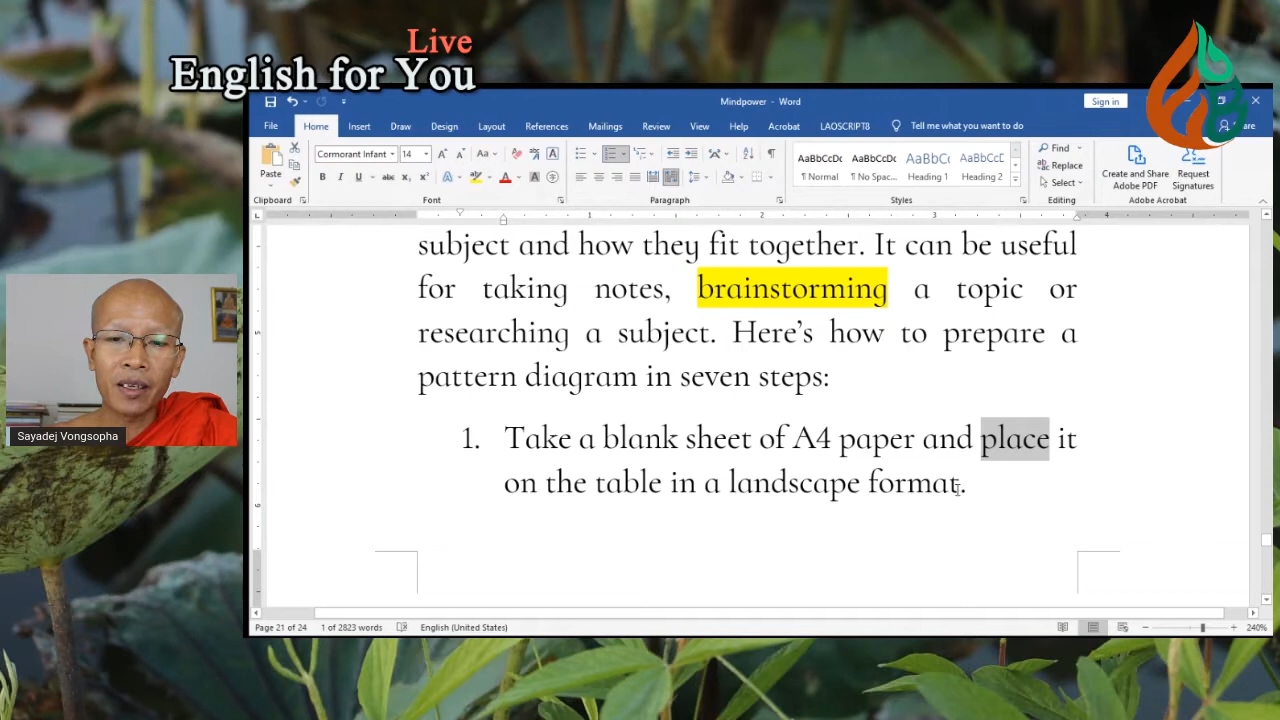 Live
English for You
Mindpower - Word
Sign in
File Home Insert Draw Design Layout References Mailings Review View Help Acrobat LAOSCRIPT8 Tell me what you want to do
Paste
Cormorant Infant 14
Clipboard Font Paragraph
AaBbCcDc AaBbCcDc AaBbCc AaBbCcD
¶ Normal ¶ No Spac... Heading 1 Heading 2
Styles
Find
Replace
Select
Editing
Create and Share Adobe PDF
Request Signatures
Adobe Acrobat
1 2 3 4
subject and how they fit together. It can be useful
for taking notes, brainstorming a topic or
researching a subject. Here's how to prepare a
pattern diagram in seven steps:
1. Take a blank sheet of A4 paper and place it
on the table in a landscape format.
Sayadej Vongsopha
Page 21 of 24 1 of 2823 words English (United States) 240%